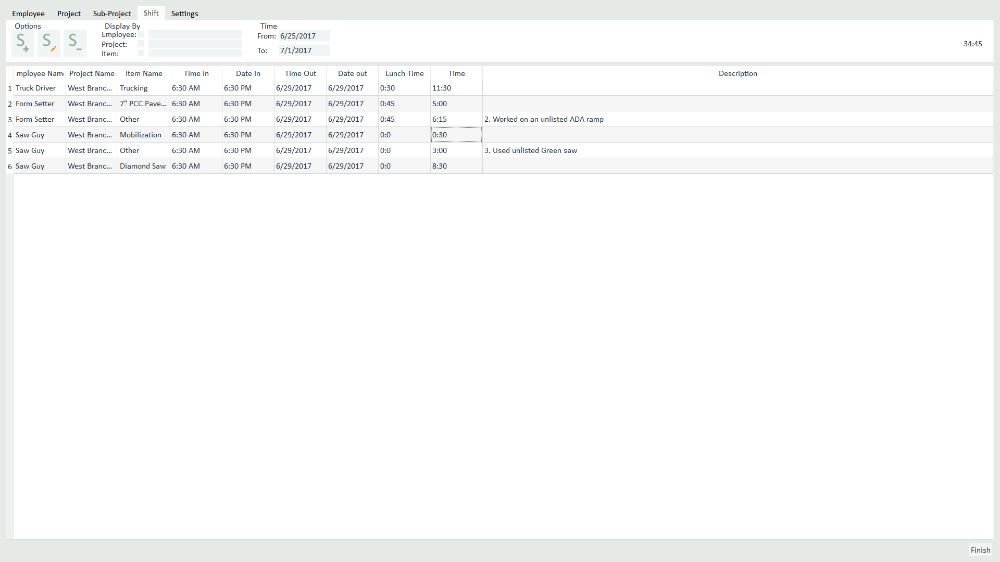 Employee Project Sub-Project Shift Settings
Options Display By Time
S+ S S-
Employee: From: 6/25/2017
Project:
Item: To: 7/1/2017
34:45
mployee Nam Project Name Item Name Time In Date In Time Out Date out Lunch Time Time Description
1 Truck Driver West Branc... Trucking 6:30 AM 6:30 PM 6/29/2017 6/29/2017 0:30 11:30
2 Form Setter West Branc... 7" PCC Pave... 6:30 AM 6:30 PM 6/29/2017 6/29/2017 0:45 5:00
3 Form Setter West Branc... Other 6:30 AM 6:30 PM 6/29/2017 6/29/2017 0:45 6:15 2. Worked on an unlisted ADA ramp
4 Saw Guy West Branc... Mobilization 6:30 AM 6:30 PM 6/29/2017 6/29/2017 0:0 0:30
5 Saw Guy West Branc... Other 6:30 AM 6:30 PM 6/29/2017 6/29/2017 0:0 3:00 3. Used unlisted Green saw
6 Saw Guy West Branc... Diamond Saw 6:30 AM 6:30 PM 6/29/2017 6/29/2017 0:0 8:30
Finish